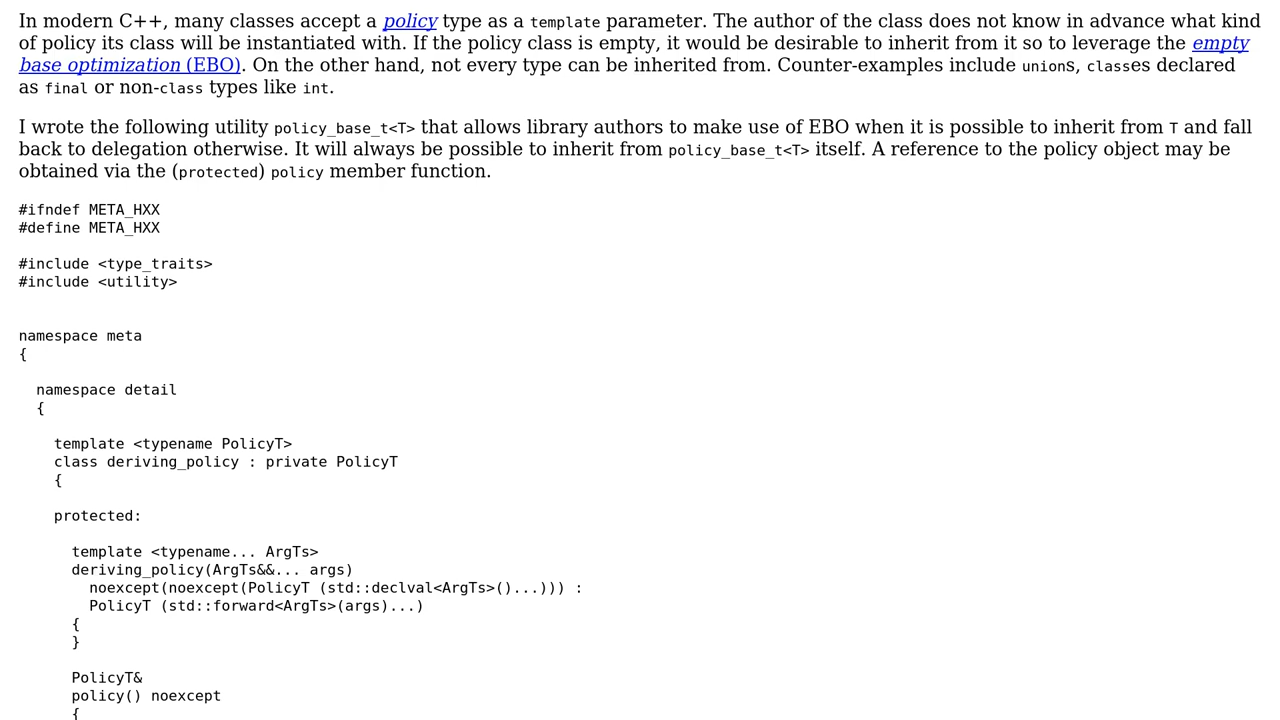 In modern C++, many classes accept a policy type as a template parameter. The author of the class does not know in advance what kind
of policy its class will be instantiated with. If the policy class is empty, it would be desirable to inherit from it so to leverage the empty
base optimization (EBO). On the other hand, not every type can be inherited from. Counter-examples include unions, classes declared
as final or non-class types like int.
I wrote the following utility policy_base_t<T> that allows library authors to make use of EBO when it is possible to inherit from T and fall
back to delegation otherwise. It will always be possible to inherit from policy_base_t<T> itself. A reference to the policy object may be
obtained via the (protected) policy member function.
#ifndef META_HXX
#define META_HXX
#include <type_traits>
#include <utility>
namespace meta
{
namespace detail
{
template <typename PolicyT>
class deriving_policy : private PolicyT
{
protected:
template <typename... ArgTs>
deriving_policy(ArgTs&&... args)
noexcept(noexcept(PolicyT (std::declval<ArgTs>()...))) :
PolicyT (std::forward<ArgTs>(args)...)
{
}
PolicyT&
policy() noexcept
{